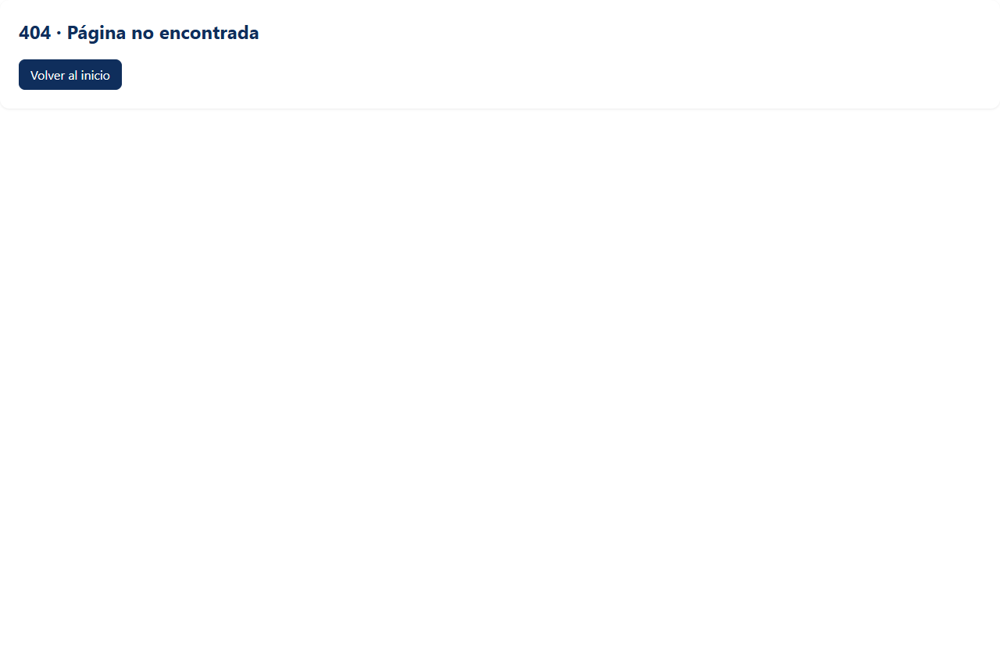 404 · Página no encontrada
Volver al inicio